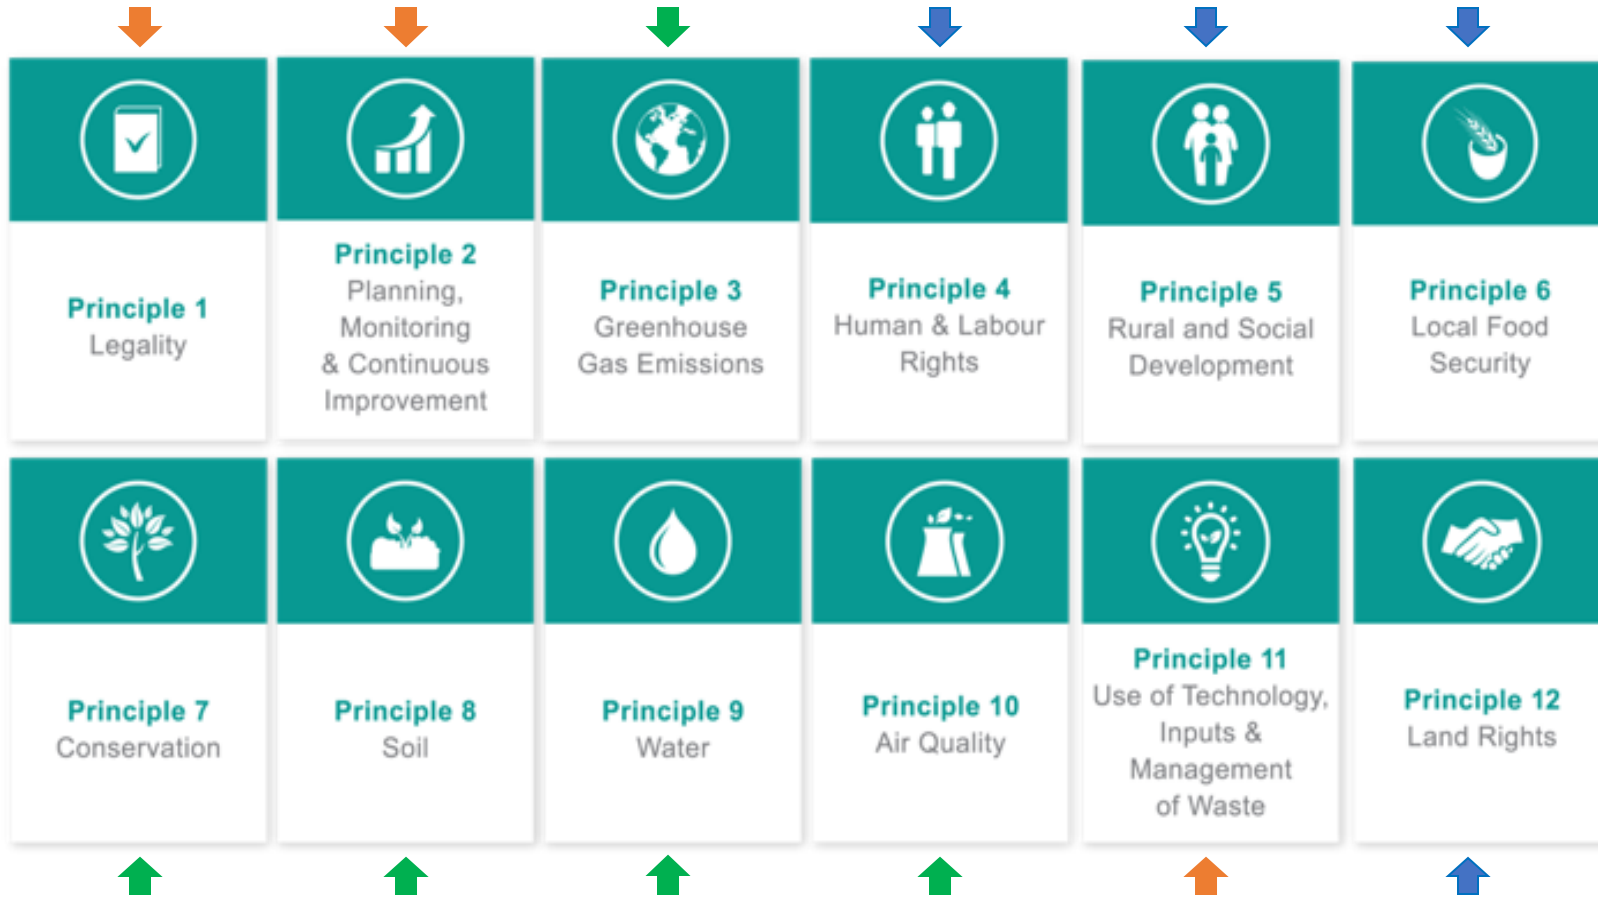 Principle 1
Legality
Principle 2
Planning,
Monitoring
& Continuous
Improvement
Principle 3
Greenhouse
Gas Emissions
Principle 4
Human & Labour
Rights
Principle 5
Rural and Social
Development
Principle 6
Local Food
Security
Principle 7
Conservation
Principle 8
Soil
Principle 9
Water
Principle 10
Air Quality
Principle 11
Use of Technology,
Inputs &
Management
of Waste
Principle 12
Land Rights